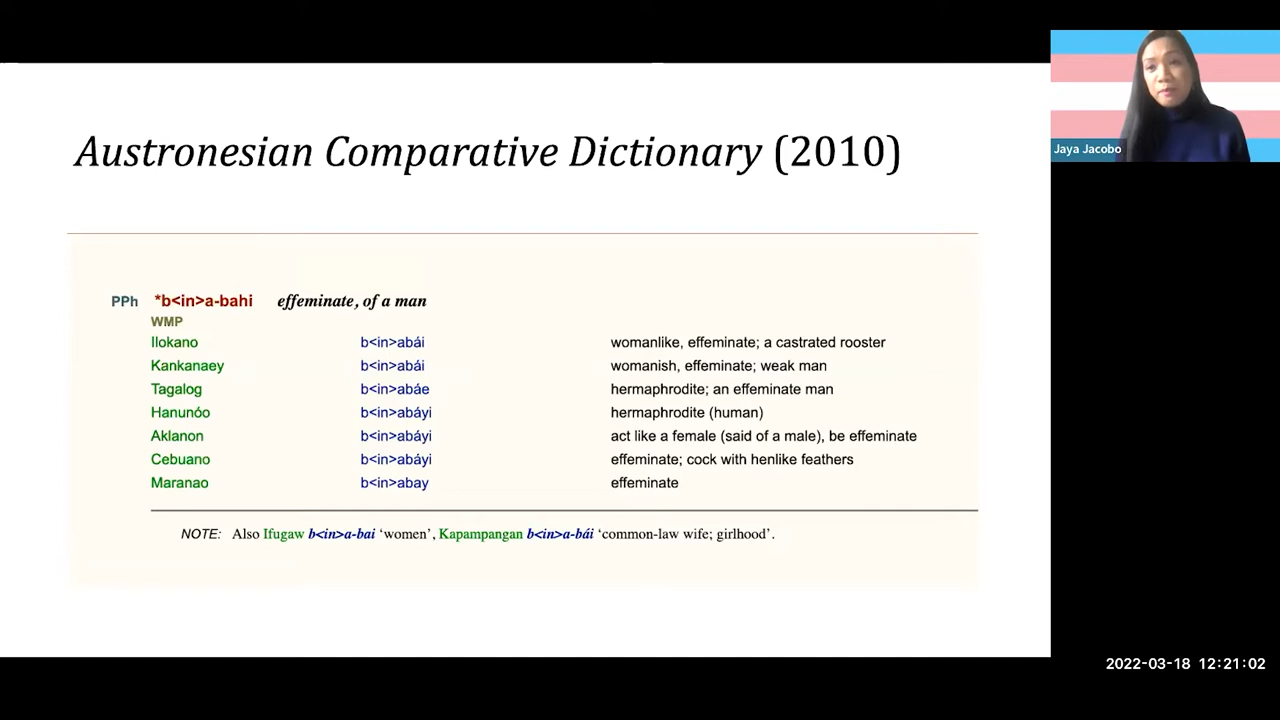 Austronesian Comparative Dictionary (2010)
Jaya Jacobo
PPh *b<in>a-bahi effeminate, of a man
WMP
Ilokano b<in>abái womanlike, effeminate; a castrated rooster
Kankanaey b<in>abái womanish, effeminate; weak man
Tagalog b<in>abáe hermaphrodite; an effeminate man
Hanunóo b<in>abáyi hermaphrodite (human)
Aklanon b<in>abáyi act like a female (said of a male), be effeminate
Cebuano b<in>abáyi effeminate; cock with henlike feathers
Maranao b<in>abay effeminate
NOTE: Also Ifugaw b<in>a-bai ‘women’, Kapampangan b<in>a-bái ‘common-law wife; girlhood’.
2022-03-18 12:21:02